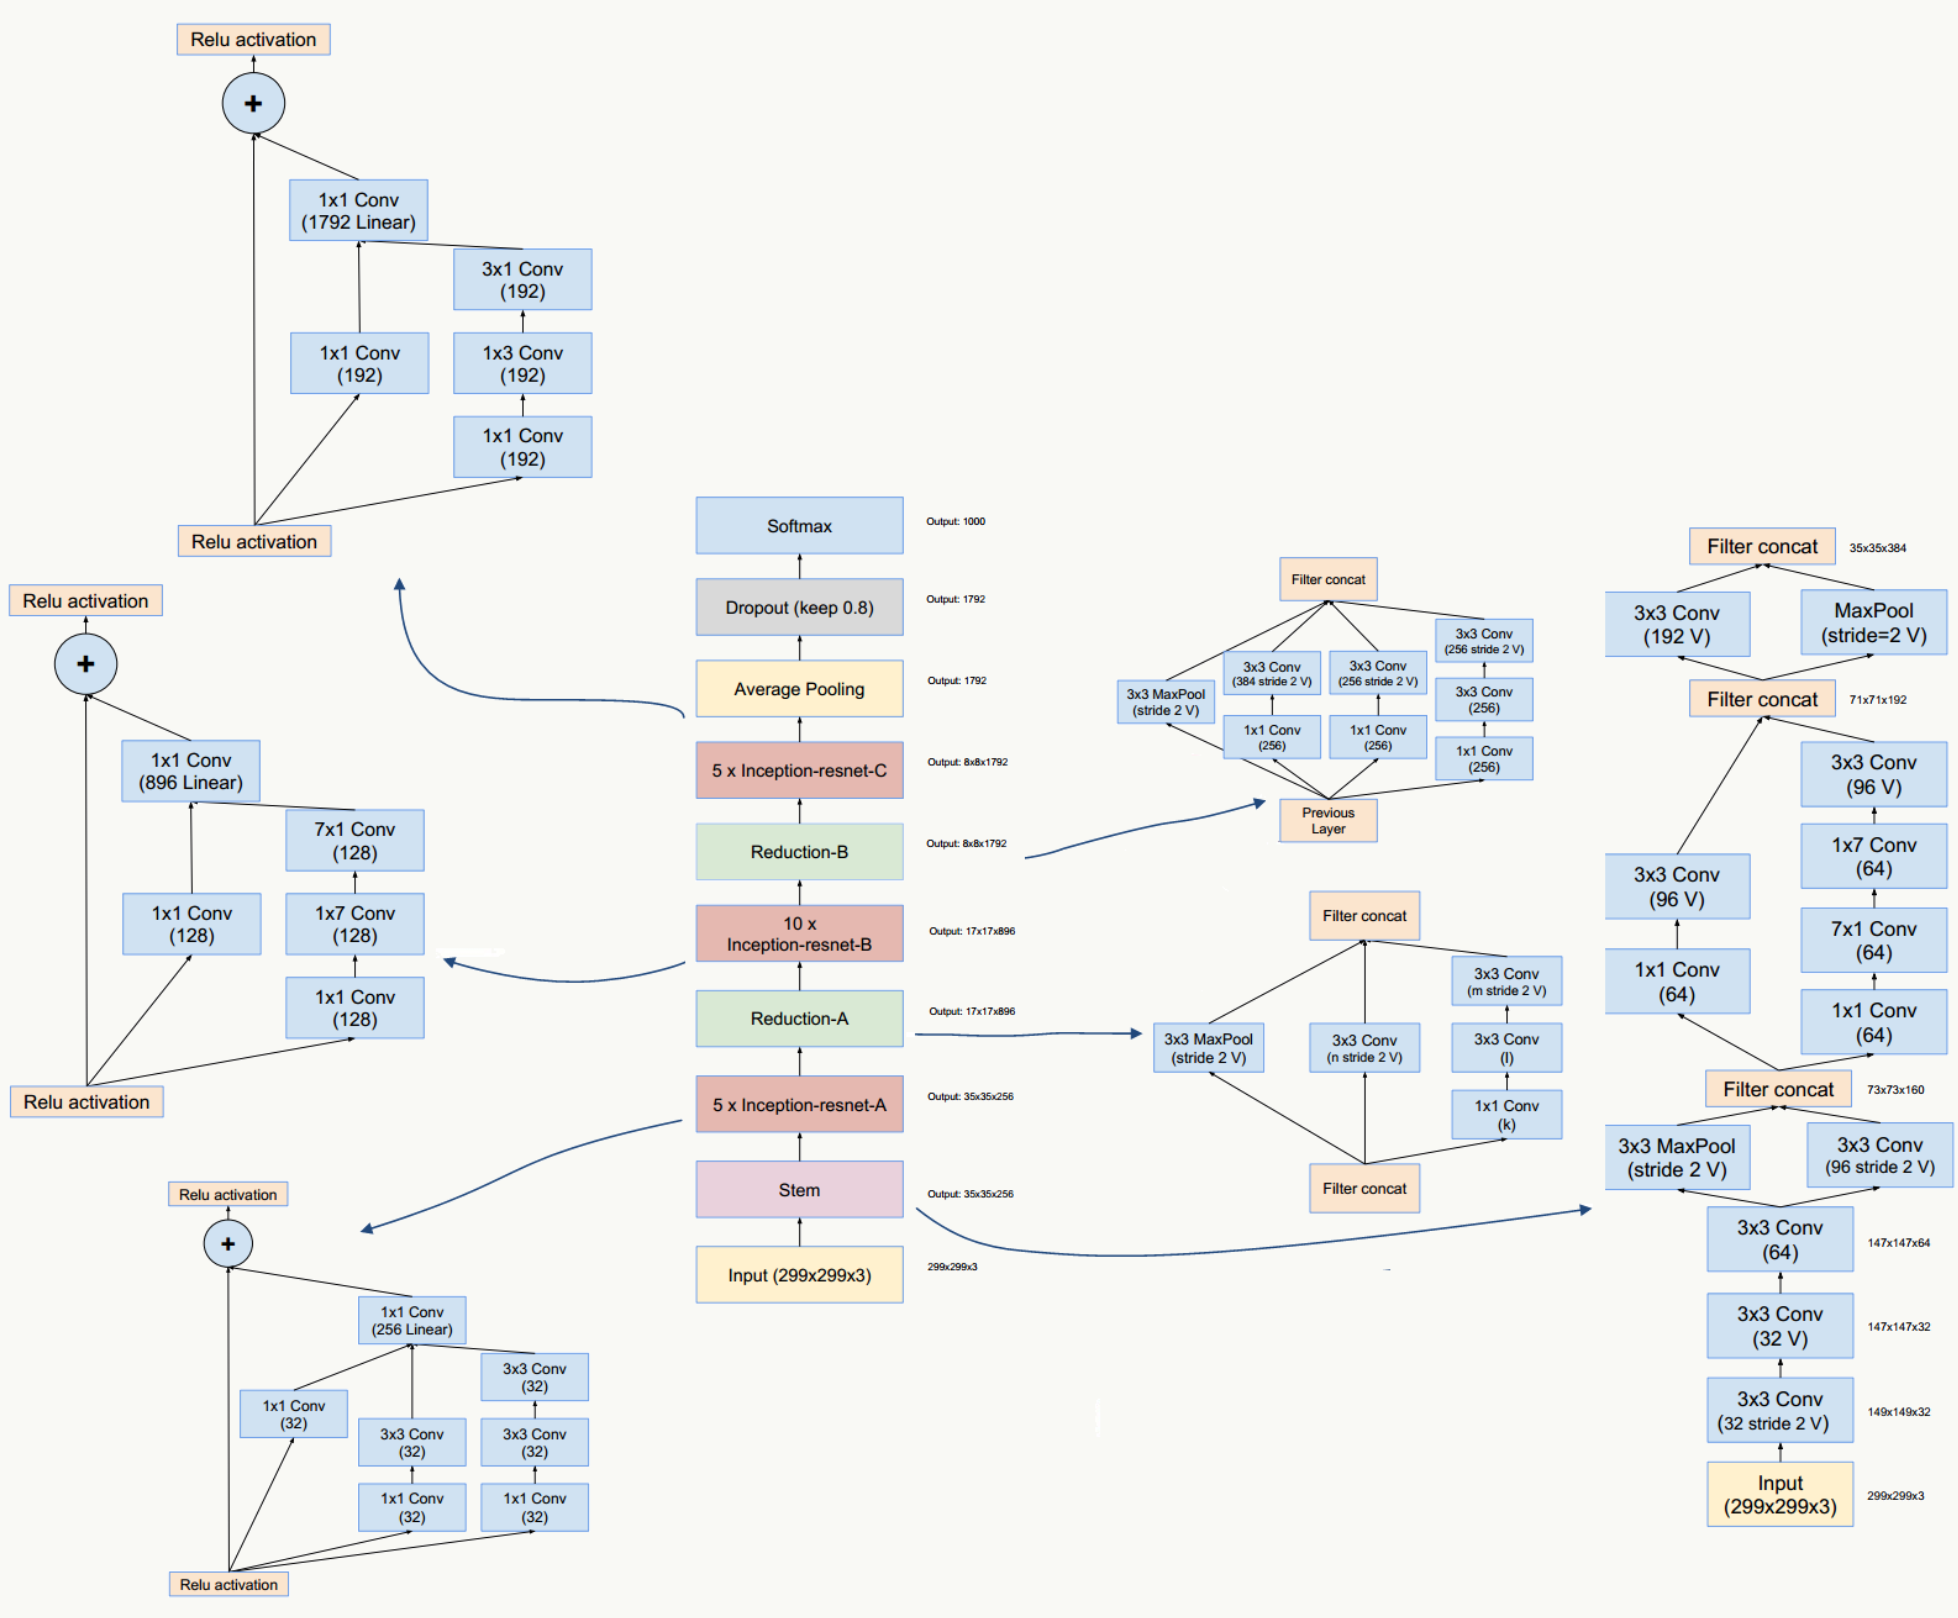 Relu activation
+
1x1 Conv
(1792 Linear)
3x1 Conv
(192)
1x1 Conv
(192)
1x3 Conv
(192)
1x1 Conv
(192)
Relu activation
Relu activation
+
1x1 Conv
(896 Linear)
7x1 Conv
(128)
1x1 Conv
(128)
1x7 Conv
(128)
1x1 Conv
(128)
Relu activation
Relu activation
+
1x1 Conv
(256 Linear)
3x3 Conv
(32)
1x1 Conv
(32)
3x3 Conv
(32)
3x3 Conv
(32)
1x1 Conv
(32)
1x1 Conv
(32)
Relu activation
Softmax
Output: 1000
Dropout (keep 0.8)
Output: 1792
Average Pooling
Output: 1792
5 x Inception-resnet-C
Output: 8x8x1792
Reduction-B
Output: 8x8x1792
10 x
Inception-resnet-B
Output: 17x17x896
Reduction-A
Output: 17x17x896
5 x Inception-resnet-A
Output: 35x35x256
Stem
Output: 35x35x256
Input (299x299x3)
299x299x3
Filter concat
3x3 Conv
(256 stride 2 V)
3x3 Conv
(384 stride 2 V)
3x3 Conv
(256 stride 2 V)
3x3 MaxPool
(stride 2 V)
3x3 Conv
(256)
1x1 Conv
(256)
1x1 Conv
(256)
1x1 Conv
(256)
Previous
Layer
Filter concat
3x3 Conv
(m stride 2 V)
3x3 MaxPool
(stride 2 V)
3x3 Conv
(n stride 2 V)
3x3 Conv
(l)
1x1 Conv
(k)
Filter concat
Filter concat
35x35x384
3x3 Conv
(192 V)
MaxPool
(stride=2 V)
Filter concat
71x71x192
3x3 Conv
(96 V)
1x7 Conv
(64)
3x3 Conv
(96 V)
7x1 Conv
(64)
1x1 Conv
(64)
1x1 Conv
(64)
Filter concat
73x73x160
3x3 MaxPool
(stride 2 V)
3x3 Conv
(96 stride 2 V)
3x3 Conv
(64)
147x147x64
3x3 Conv
(32 V)
147x147x32
3x3 Conv
(32 stride 2 V)
149x149x32
Input
(299x299x3)
299x299x3